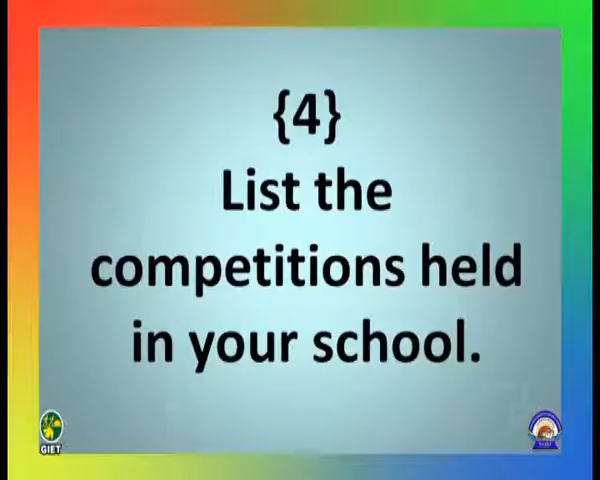 {4}
List the
competitions held
in your school.
GIET